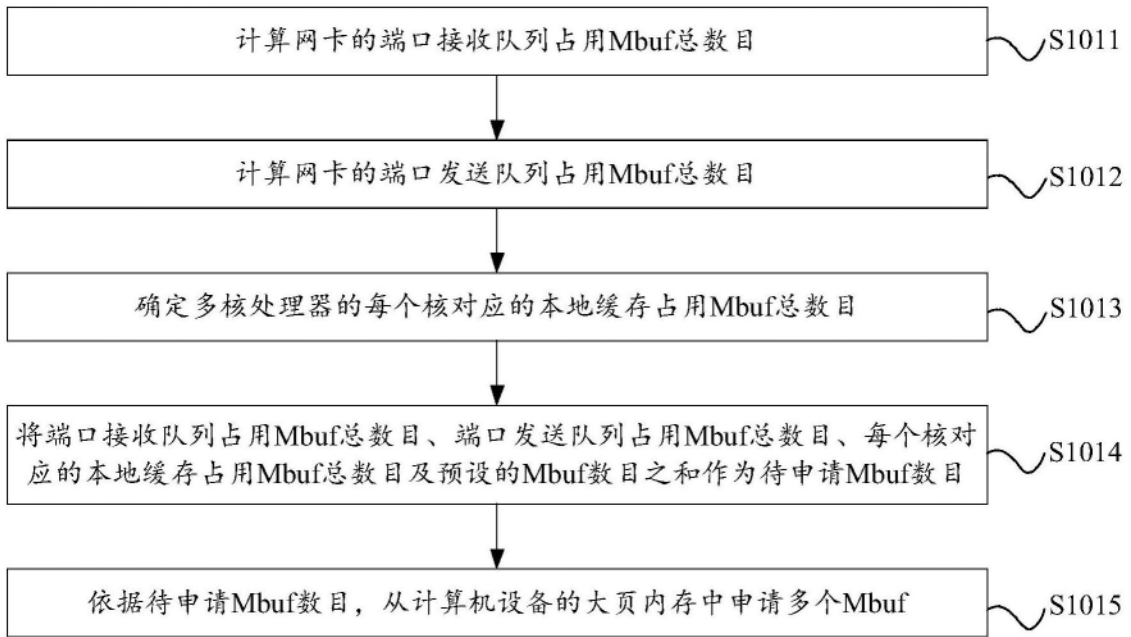 计算网卡的端口接收队列占用Mbuf总数目
S1011
计算网卡的端口发送队列占用Mbuf总数目
S1012
确定多核处理器的每个核对应的本地缓存占用Mbuf总数目
S1013
将端口接收队列占用Mbuf总数目、端口发送队列占用Mbuf总数目、每个核对
应的本地缓存占用Mbuf总数目及预设的Mbuf数目之和作为待申请Mbuf数目
S1014
依据待申请Mbuf数目，从计算机设备的大页内存中申请多个Mbuf
S1015